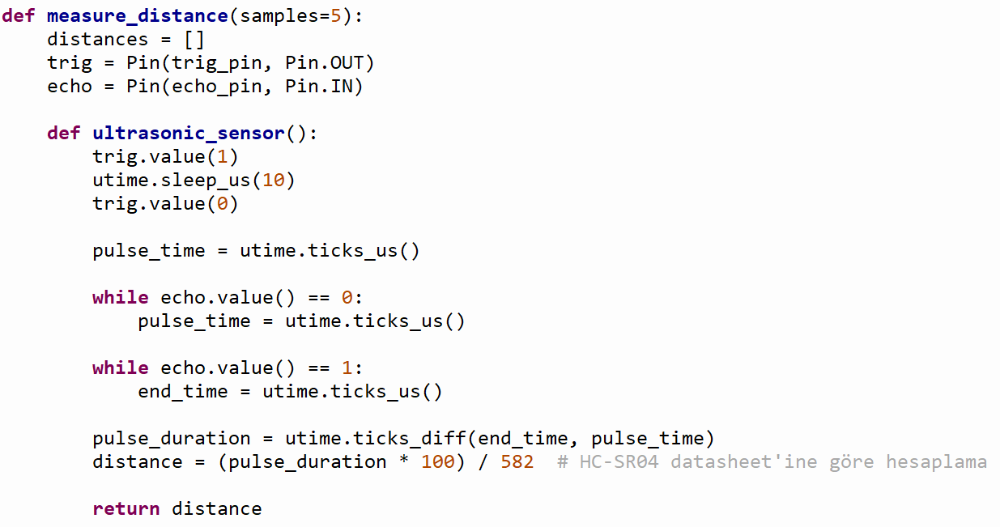 def measure_distance(samples=5):
    distances = []
    trig = Pin(trig_pin, Pin.OUT)
    echo = Pin(echo_pin, Pin.IN)

    def ultrasonic_sensor():
        trig.value(1)
        utime.sleep_us(10)
        trig.value(0)

        pulse_time = utime.ticks_us()

        while echo.value() == 0:
            pulse_time = utime.ticks_us()

        while echo.value() == 1:
            end_time = utime.ticks_us()

        pulse_duration = utime.ticks_diff(end_time, pulse_time)
        distance = (pulse_duration * 100) / 582  # HC-SR04 datasheet'ine göre hesaplama

        return distance